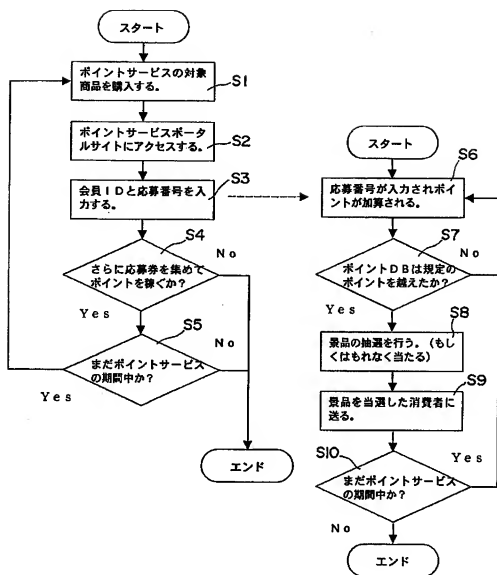 スタート
ポイントサービスの対象
商品を購入する。
S1
ポイントサービスポータ
ルサイトにアクセスする。
S2
会員IDと応募番号を入
力する。
S3
S4
さらに応募券を集めて
ポイントを稼ぐか？
No
Yes
S5
まだポイントサービス
の期間中か？
No
Yes
エンド
スタート
S6
応募番号が入力されポイント
が加算される。
S7
ポイントDBは規定の
ポイントを越えたか？
No
Yes
S8
景品の抽選を行う。（もし
くはもれなく当たる）
S9
景品を当選した消費者に
送る。
S10
まだポイントサービス
の期間中か？
Yes
No
エンド